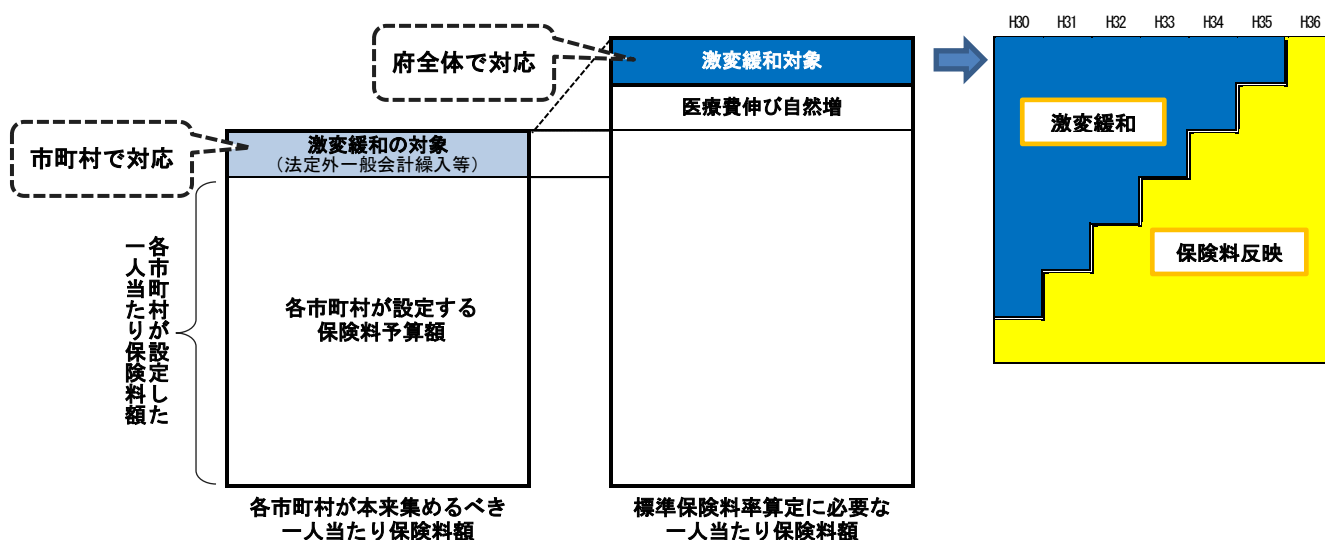 H30 H31 H32 H33 H34 H35 H36
府全体で対応
激変緩和対象
医療費伸び自然増
市町村で対応
激変緩和の対象
（法定外一般会計繰入等）
激変緩和
保険料反映
各市町村が設定した
一人当たり保険料額
各市町村が設定する
保険料予算額
各市町村が本来集めるべき
一人当たり保険料額
標準保険料率算定に必要な
一人当たり保険料額